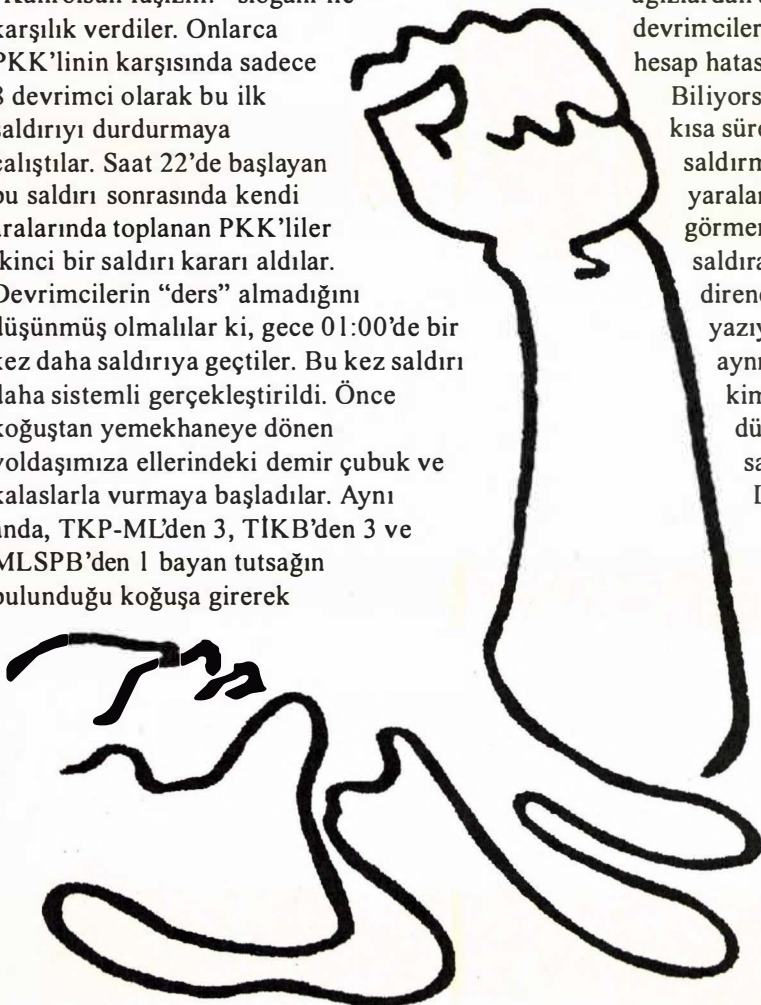 slogan ile
karşılık verdiler. Onlarca
PKK'linin karşısında sadece
8 devrimci olarak bu ilk
saldırıyı durdurmaya
çalıştılar. Saat 22'de başlayan
bu saldırı sonrasında kendi
aralarında toplanan PKK'liler
ikinci bir saldırı kararı aldılar.
Devrimcilerin “ders” almadığını
düşünmüş olmalılar ki, gece 01:00’de bir
kez daha saldırıya geçtiler. Bu kez saldırı
daha sistemli gerçekleştirildi. Önce
koğuştan yemekhaneye dönen
yoldaşımıza ellerindeki demir çubuk ve
kalaslarla vurmaya başladılar. Aynı
anda, TKP-ML'den 3, TİKB'den 3 ve
MLSPB'den 1 bayan tutsağın
bulunduğu koğuşa girerek
devrimciler
hesap hatas
Biliyors
kısa süre
saldırm
yaralar
görmer
saldıra
diren
yazıy
aynı
kim
dü
sa
D